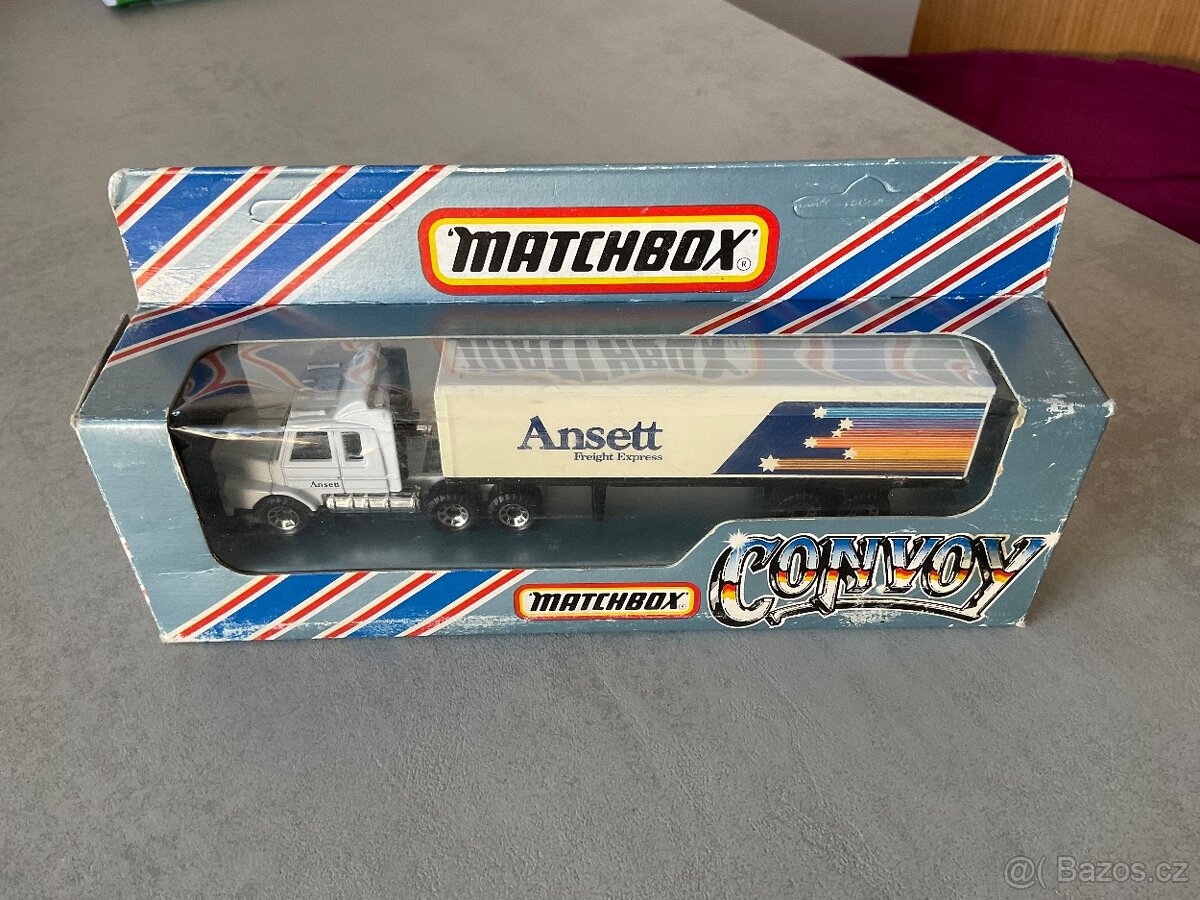 'MATCHBOX'®
Ansett
Freight Express
Ansett
MATCHBOX®
CONVOY
@( Bazos.cz